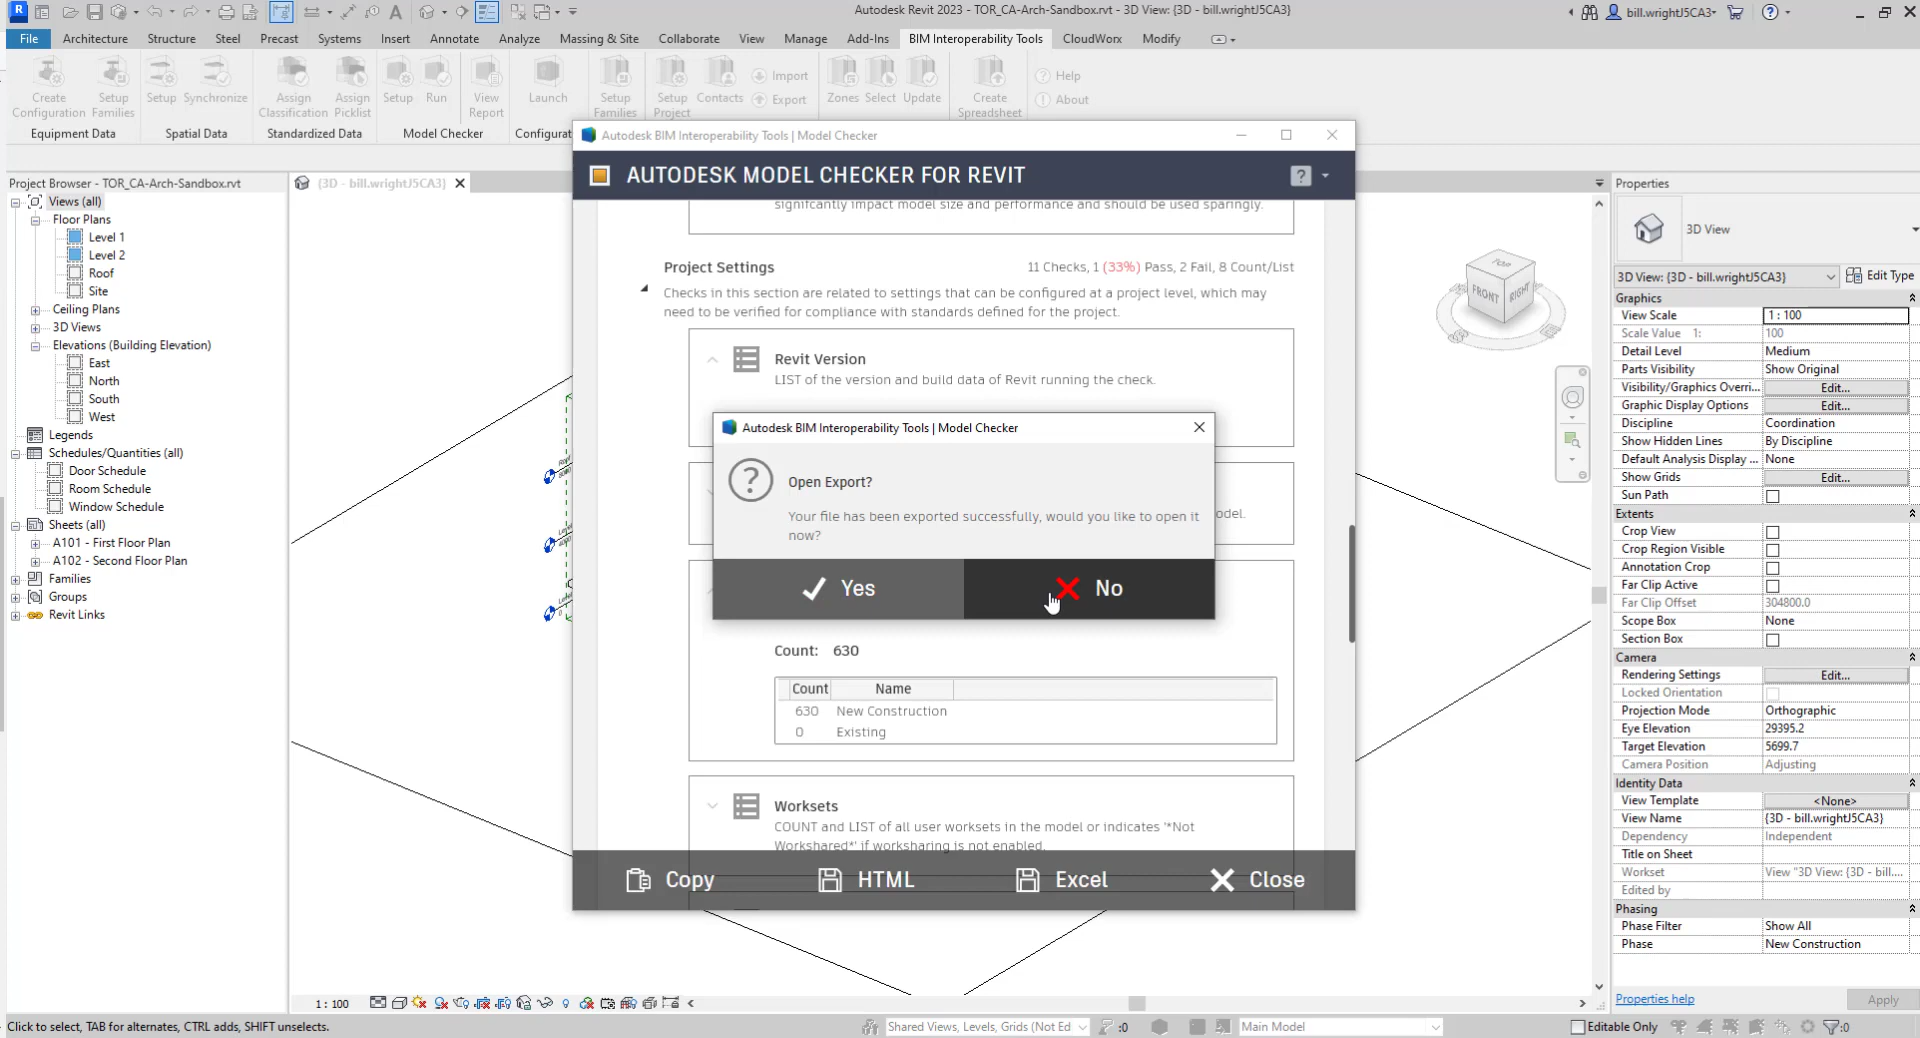 Autodesk Revit 2023 - TOR_CA-Arch-Sandbox.rvt - 3D View: {3D - bill.wrightJ5CA3}
bill.wrightJ5CA3
File
Architecture
Structure
Steel
Precast
Systems
Insert
Annotate
Analyze
Massing & Site
Collaborate
View
Manage
Add-Ins
BIM Interoperability Tools
CloudWorx
Modify
Create
Configuration
Setup
Families
Setup
Synchronize
Assign
Classification
Assign
Picklist
Setup
Run
View
Report
Launch
Setup
Families
Setup
Project
Contacts
Import
Export
Zones
Select
Update
Create
Spreadsheet
Help
About
Equipment Data
Spatial Data
Standardized Data
Model Checker
Configurat
Project Browser - TOR_CA-Arch-Sandbox.rvt
Views (all)
Floor Plans
Level 1
Level 2
Roof
Site
Ceiling Plans
3D Views
Elevations (Building Elevation)
East
North
South
West
Legends
Schedules/Quantities (all)
Door Schedule
Room Schedule
Window Schedule
Sheets (all)
A101 - First Floor Plan
A102 - Second Floor Plan
Families
Groups
Revit Links
{3D - bill.wrightJ5CA3}
Autodesk BIM Interoperability Tools | Model Checker
AUTODESK MODEL CHECKER FOR REVIT
significantly impact model size and performance and should be used sparingly.
Project Settings
11 Checks, 1 (33%) Pass, 2 Fail, 8 Count/List
Checks in this section are related to settings that can be configured at a project level, which may
need to be verified for compliance with standards defined for the project.
Revit Version
LIST of the version and build data of Revit running the check.
Autodesk BIM Interoperability Tools | Model Checker
Open Export?
Your file has been exported successfully, would you like to open it
now?
odel.
Yes
No
Count: 630
Count Name
630 New Construction
0 Existing
Worksets
COUNT and LIST of all user worksets in the model or indicates '*Not
Workshared*' if worksharing is not enabled.
Copy
HTML
Excel
Close
TOP
FRONT
RIGHT
Properties
3D View
3D View: {3D - bill.wrightJ5CA3}
Edit Type
Graphics
View Scale 1 : 100
Scale Value 1: 100
Detail Level Medium
Parts Visibility Show Original
Visibility/Graphics Overri... Edit...
Graphic Display Options Edit...
Discipline Coordination
Show Hidden Lines By Discipline
Default Analysis Display ... None
Show Grids Edit...
Sun Path
Extents
Crop View
Crop Region Visible
Annotation Crop
Far Clip Active
Far Clip Offset 304800.0
Scope Box None
Section Box
Camera
Rendering Settings Edit...
Locked Orientation
Projection Mode Orthographic
Eye Elevation 29395.2
Target Elevation 5699.7
Camera Position Adjusting
Identity Data
View Template <None>
View Name {3D - bill.wrightJ5CA3}
Dependency Independent
Title on Sheet
Workset View "3D View: {3D - bill....
Edited by
Phasing
Phase Filter Show All
Phase New Construction
Properties help
Apply
1 : 100
Click to select, TAB for alternates, CTRL adds, SHIFT unselects.
Shared Views, Levels, Grids (Not Ed
:0
Main Model
Editable Only
:0